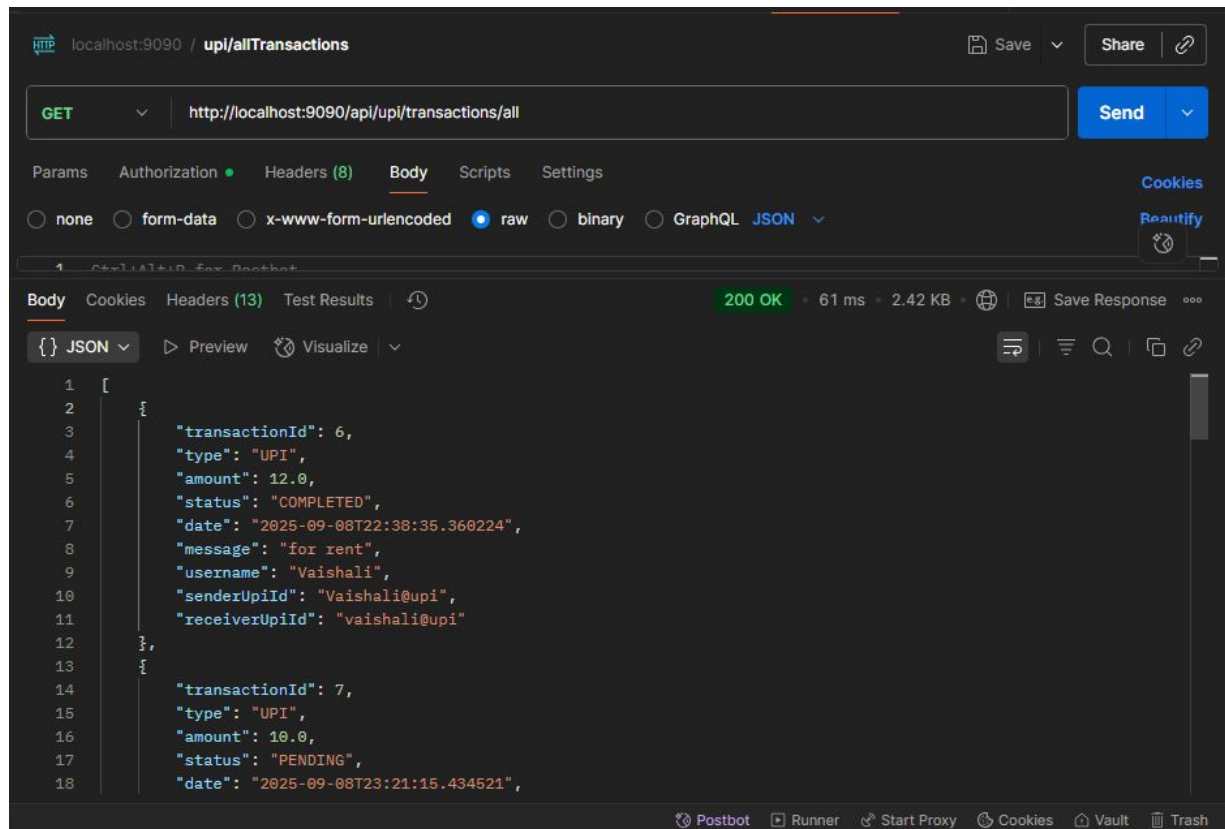 HTTP localhost:9090 / upi/allTransactions Save Share
GET http://localhost:9090/api/upi/transactions/all Send
Params Authorization Headers (8) Body Scripts Settings Cookies
none form-data x-www-form-urlencoded raw binary GraphQL JSON Beautify
1 Ctrl+Alt+P for Postbot
Body Cookies Headers (13) Test Results 200 OK • 61 ms • 2.42 KB • e.g. Save Response
{} JSON Preview Visualize
1 [
2 {
3 "transactionId": 6,
4 "type": "UPI",
5 "amount": 12.0,
6 "status": "COMPLETED",
7 "date": "2025-09-08T22:38:35.360224",
8 "message": "for rent",
9 "username": "Vaishali",
10 "senderUpiId": "Vaishali@upi",
11 "receiverUpiId": "vaishali@upi"
12 },
13 {
14 "transactionId": 7,
15 "type": "UPI",
16 "amount": 10.0,
17 "status": "PENDING",
18 "date": "2025-09-08T23:21:15.434521",
Postbot Runner Start Proxy Cookies Vault Trash